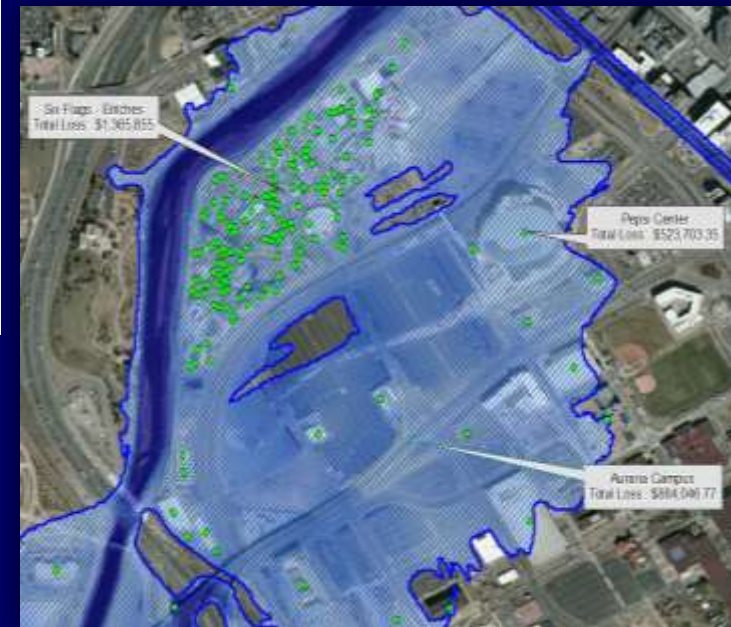 Six Flags - Elitches
Total Loss : $1,365,855
Pepsi Center
Total Loss : $523,703.35
Auraria Campus
Total Loss : $884,046.77